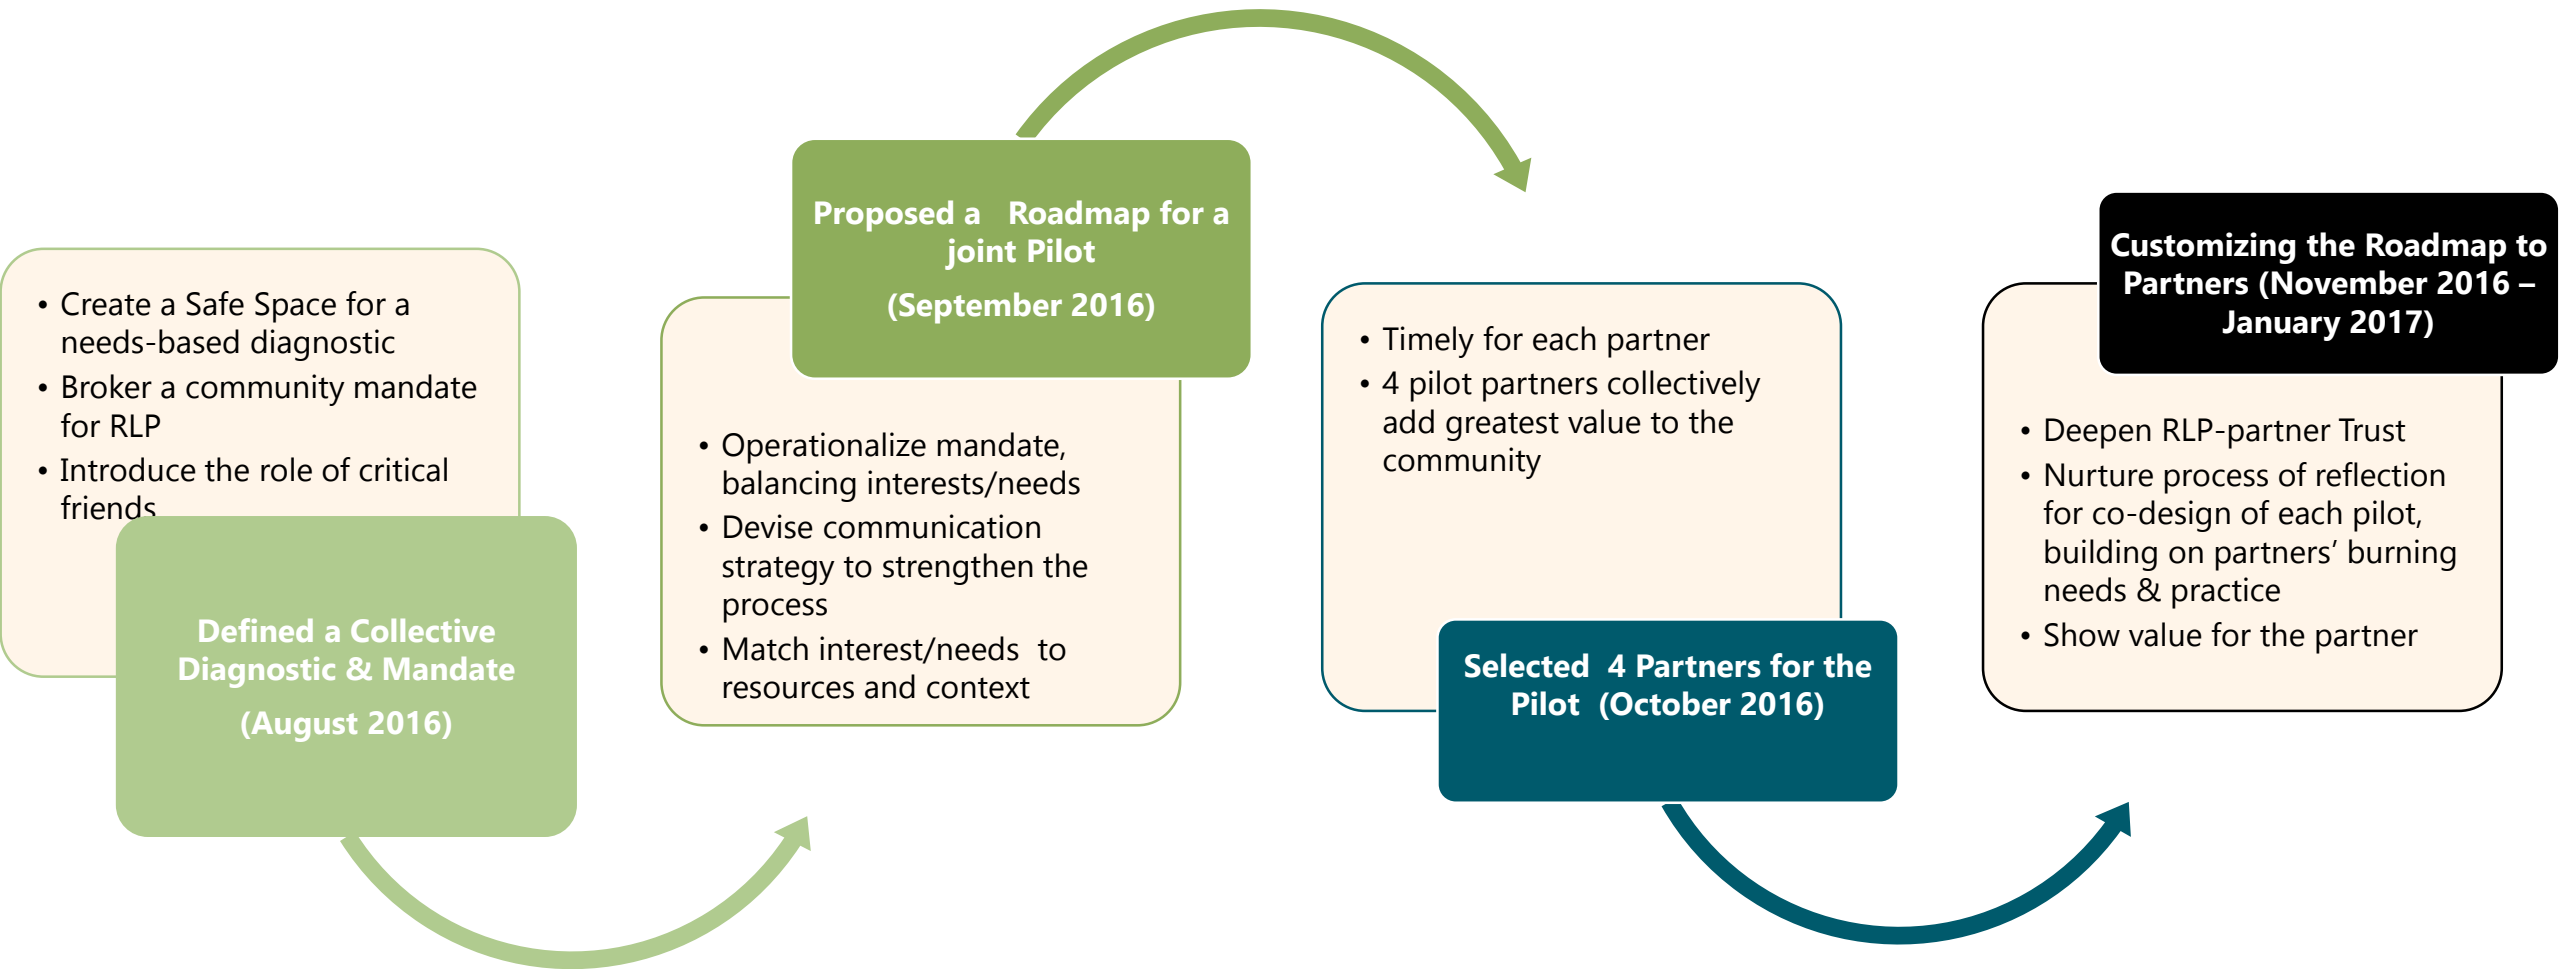 • Create a Safe Space for a
needs-based diagnostic
• Broker a community mandate
for RLP
• Introduce the role of critical
friends
Defined a Collective
Diagnostic & Mandate
(August 2016)
Proposed a   Roadmap for a
joint Pilot
(September 2016)
• Operationalize mandate,
balancing interests/needs
• Devise communication
strategy to strengthen the
process
• Match interest/needs  to
resources and context
• Timely for each partner
• 4 pilot partners collectively
add greatest value to the
community
Selected  4 Partners for the
Pilot  (October 2016)
Customizing the Roadmap to
Partners (November 2016 –
January 2017)
• Deepen RLP-partner Trust
• Nurture process of reflection
for co-design of each pilot,
building on partners’ burning
needs & practice
• Show value for the partner